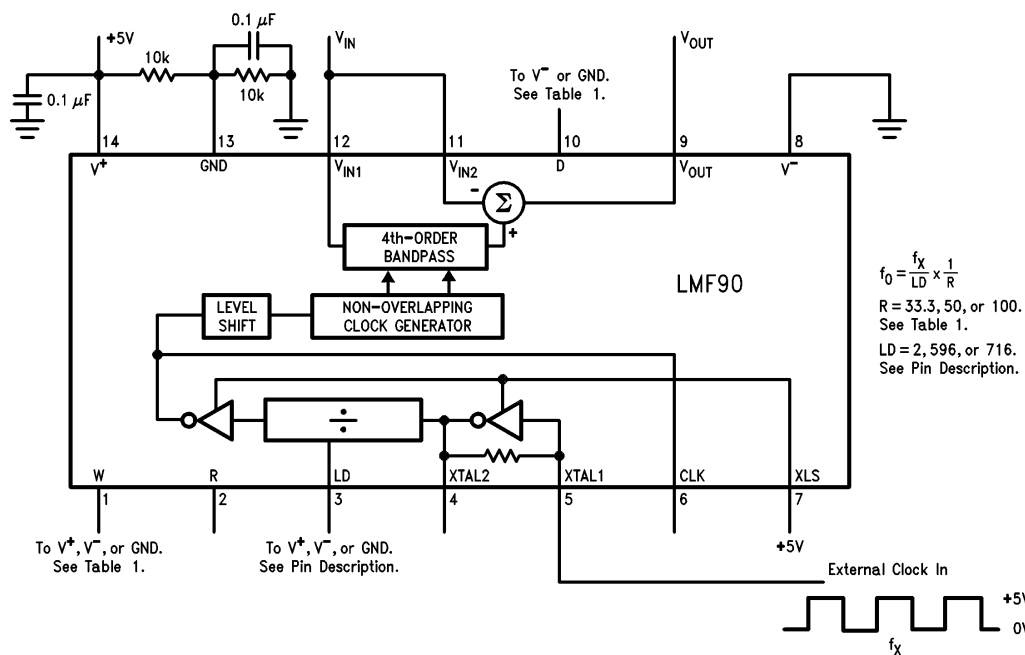 +5V
0.1 μF
V_IN
V_OUT
10k
10k
0.1 μF
To V⁻ or GND.
See Table 1.
14
13
12
11
10
9
8
V⁺
GND
V_IN1
V_IN2
D
V_OUT
V⁻
-
Σ
+
4th-ORDER
BANDPASS
LMF90
LEVEL
SHIFT
NON-OVERLAPPING
CLOCK GENERATOR
f_O = f_X/LD x 1/R
R = 33.3, 50, or 100.
See Table 1.
LD = 2, 596, or 716.
See Pin Description.
÷
W
R
LD
XTAL2
XTAL1
CLK
XLS
1
2
3
4
5
6
7
To V⁺, V⁻, or GND.
See Table 1.
To V⁺, V⁻, or GND.
See Pin Description.
+5V
External Clock In
+5V
0V
f_X